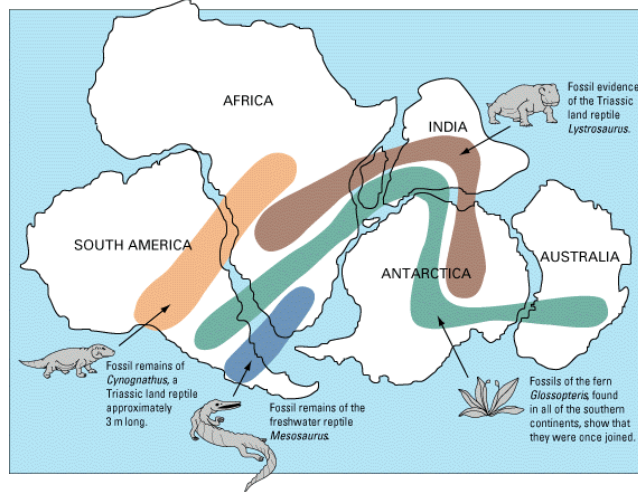 AFRICA
INDIA
Fossil evidence
of the Triassic
land reptile
Lystrosaurus.
SOUTH AMERICA
ANTARCTICA
AUSTRALIA
Fossil remains of
Cynognathus, a
Triassic land reptile
approximately
3 m long.
Fossil remains of the
freshwater reptile
Mesosaurus.
Fossils of the fern
Glossopteris, found
in all of the southern
continents, show that
they were once joined.